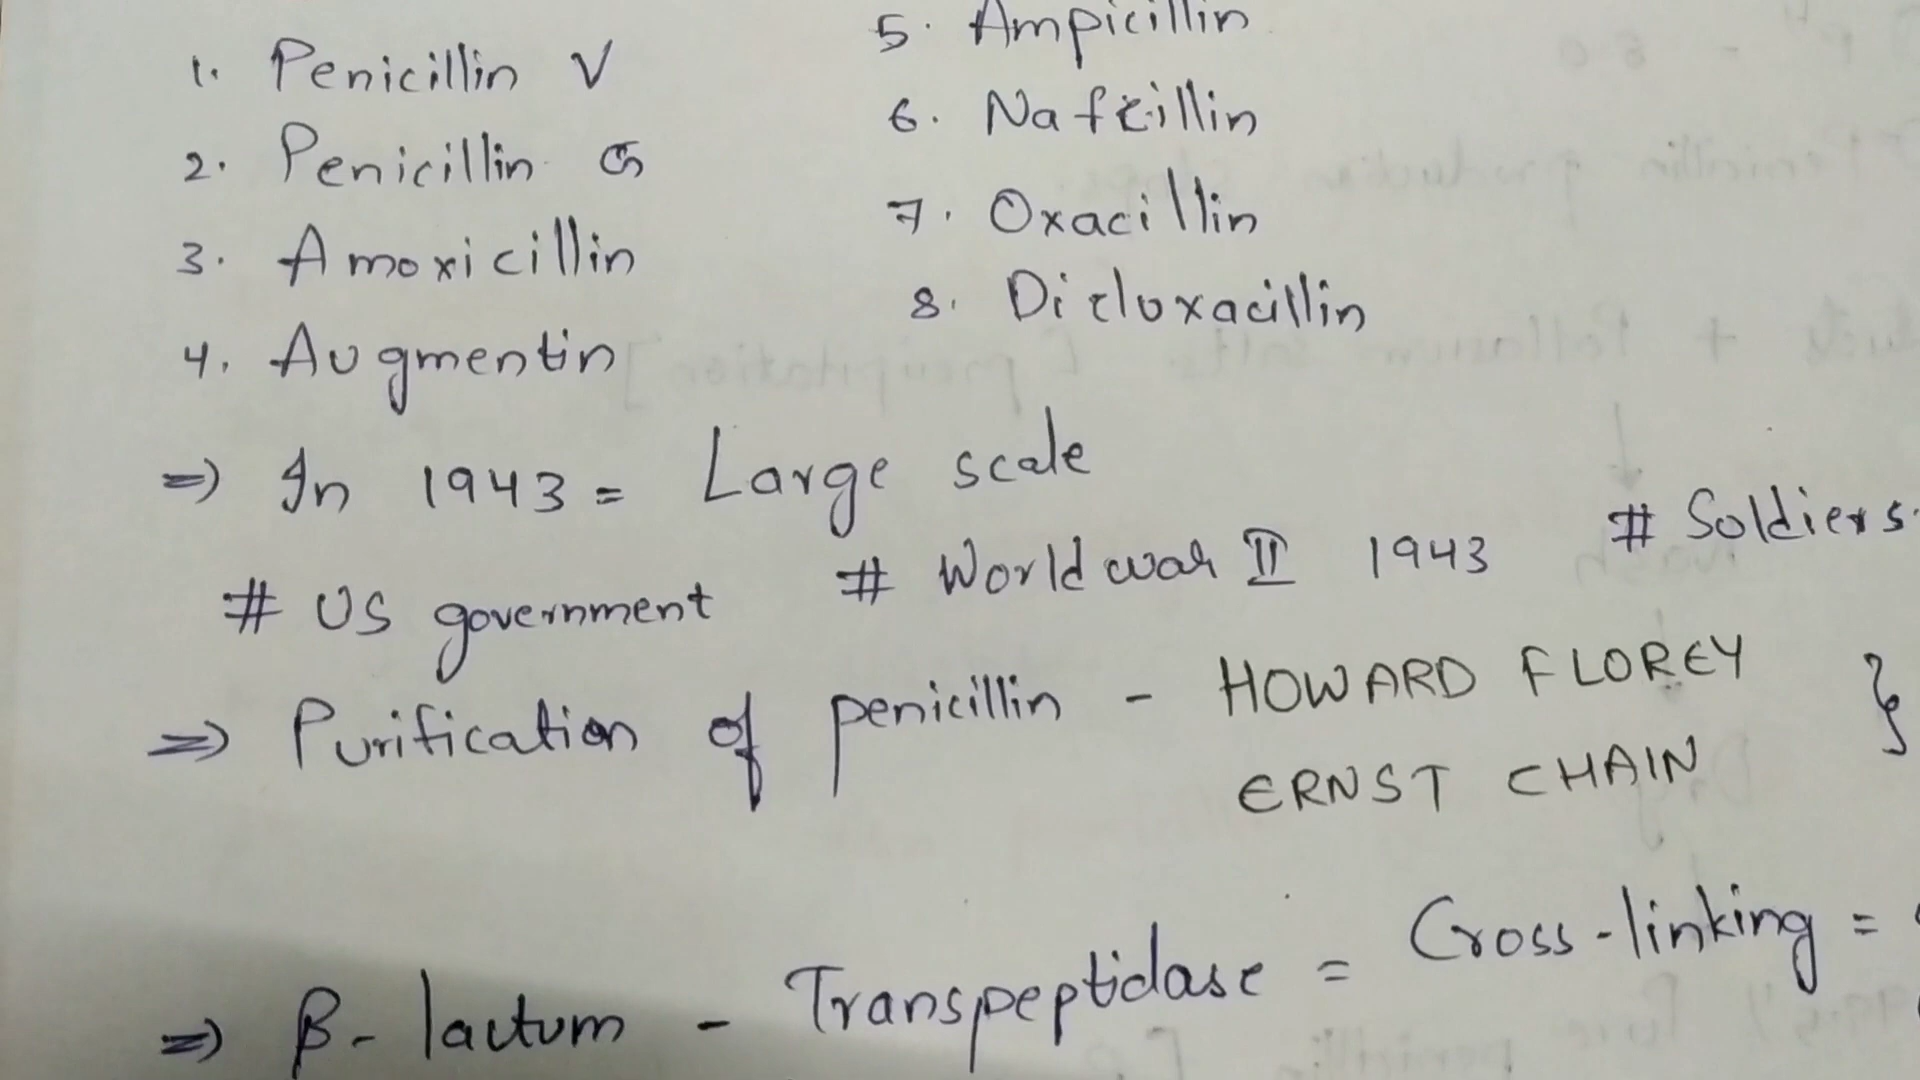 1. Penicillin V
2. Penicillin G
3. Amoxicillin
4. Augmentin
5. Ampicillin
6. Nafcillin
7. Oxacillin
8. Dicloxacillin
⇒ In 1943 = Large scale
# US government # World war II 1943 # Soldiers.
⇒ Purification of penicillin - HOWARD FLOREY }
ERNST CHAIN
⇒ β- lactum - Transpeptidase = Cross-linking =